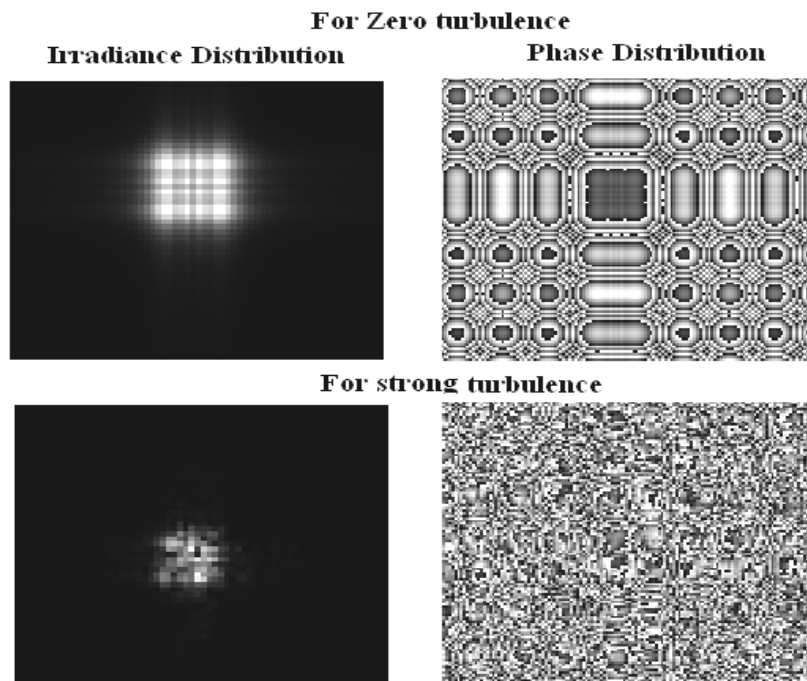 For Zero turbulence
Irradiance Distribution
Phase Distribution
For strong turbulence